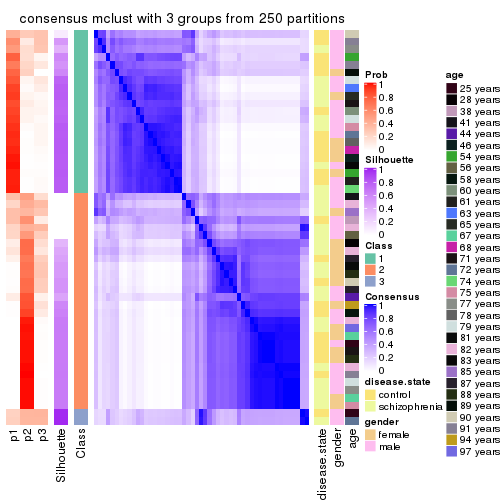 consensus mclust with 3 groups from 250 partitions
Prob
1
0.8
0.6
0.4
0.2
0
Silhouette
1
0.8
0.6
0.4
0.2
0
Class
1
2
3
Consensus
1
0.8
0.6
0.4
0.2
0
disease.state
control
schizophrenia
gender
female
male
age
25 years
28 years
38 years
41 years
44 years
46 years
54 years
56 years
58 years
60 years
61 years
63 years
65 years
67 years
68 years
71 years
72 years
74 years
75 years
77 years
78 years
79 years
81 years
82 years
83 years
85 years
87 years
88 years
89 years
90 years
91 years
94 years
97 years
p1
p2
p3
Silhouette
Class
disease.state
gender
age